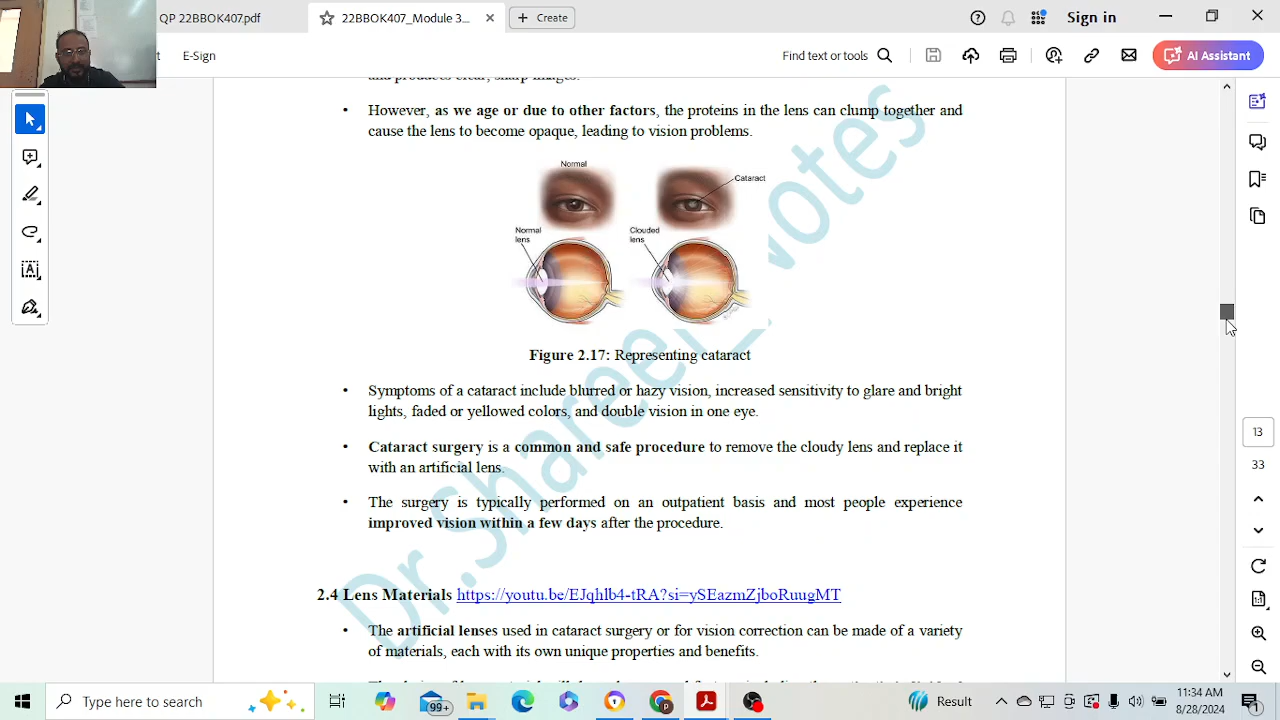 QP 22BBOK407.pdf
22BBOK407_Module 3...
Create
Sign in
E-Sign
Find text or tools
AI Assistant
and produces clear, sharp images.
• However, as we age or due to other factors, the proteins in the lens can clump together and
cause the lens to become opaque, leading to vision problems.
Normal
Cataract
Normal
lens
Clouded
lens
Figure 2.17: Representing cataract
• Symptoms of a cataract include blurred or hazy vision, increased sensitivity to glare and bright
lights, faded or yellowed colors, and double vision in one eye.
• Cataract surgery is a common and safe procedure to remove the cloudy lens and replace it
with an artificial lens.
• The surgery is typically performed on an outpatient basis and most people experience
improved vision within a few days after the procedure.
2.4 Lens Materials https://youtu.be/EJqhlb4-tRA?si=ySEazmZjboRuugMT
• The artificial lenses used in cataract surgery or for vision correction can be made of a variety
of materials, each with its own unique properties and benefits.
13
33
Type here to search
99+
Result
11:34 AM
8/28/2024